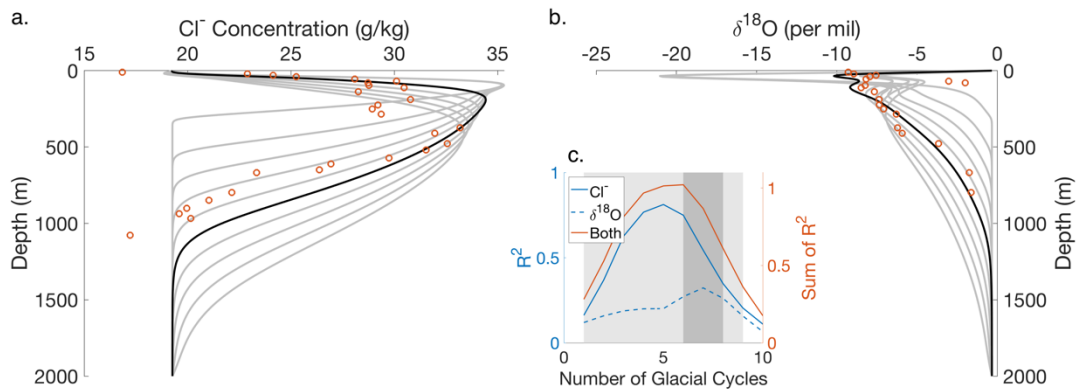 a.
Cl⁻ Concentration (g/kg)
15 20 25 30 35
0
500
1000
1500
2000
Depth (m)
b.
δ¹⁸O (per mil)
-25 -20 -15 -10 -5 0
0
500
1000
1500
2000
Depth (m)
c.
1
0.5
0
R²
Cl⁻
δ¹⁸O
Both
1
0.5
0
Sum of R²
0 5 10
Number of Glacial Cycles